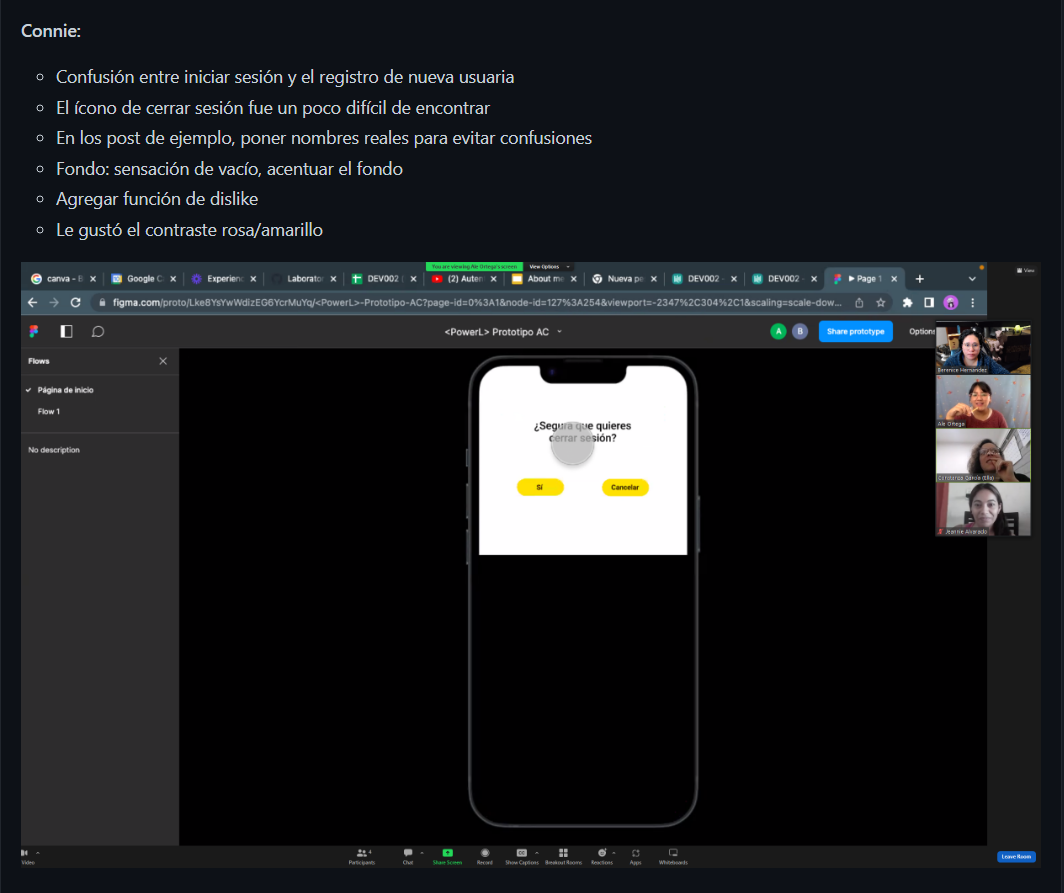 Connie:
Confusión entre iniciar sesión y el registro de nueva usuaria
El ícono de cerrar sesión fue un poco difícil de encontrar
En los post de ejemplo, poner nombres reales para evitar confusiones
Fondo: sensación de vacío, acentuar el fondo
Agregar función de dislike
Le gustó el contraste rosa/amarillo
You are viewing Ale Ortega's screen View Options
View
canva - Google C Experienc Laborato DEV002 (2) Auten About me Nueva pe DEV002 - DEV002 - Page 1
figma.com/proto/Lke8YsYwWdizEG6YcrMuYq/<PowerL>-Prototipo-AC?page-id=0%3A1&node-id=127%3A254&viewport=-2347%2C304%2C1&scaling=scale-dow...
<PowerL> Prototipo AC
A B Share prototype Options
Flows
Página de inicio
Flow 1
No description
¿Segura que quieres
cerrar sesión?
Sí Cancelar
Berenice Hernandez
Ale Ortega
Constanza García (Ella)
Jeannie Alvarado
Video Participants 4 Chat Share Screen Record Show Captions Breakout Rooms Reactions Apps Whiteboards Leave Room